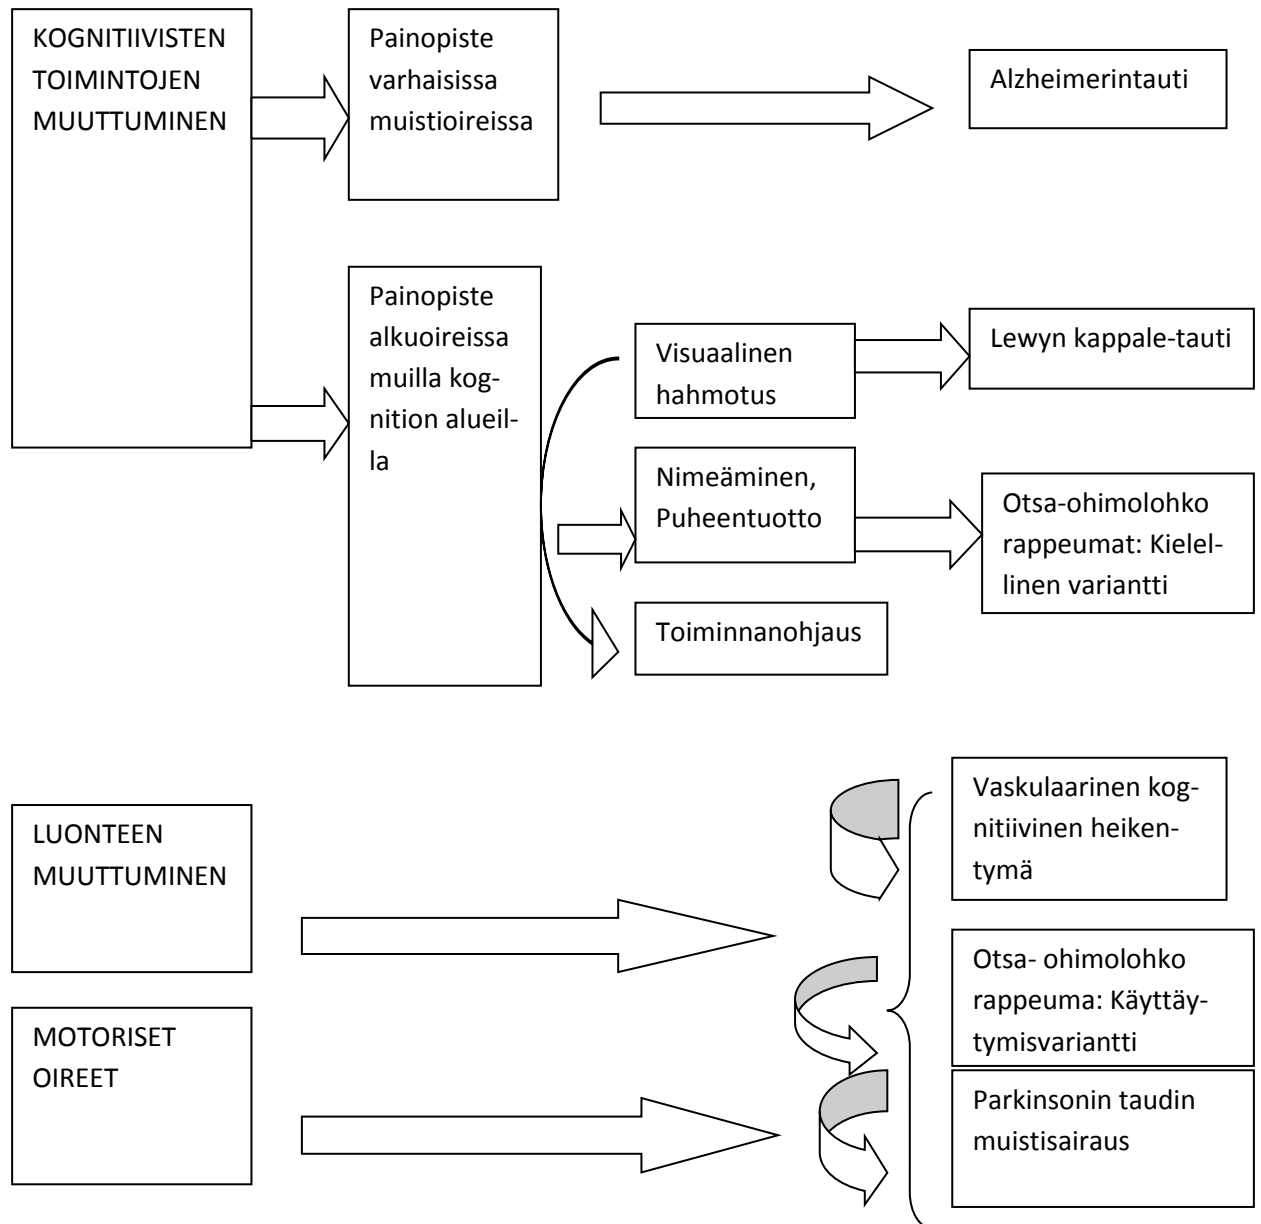 KOGNITIIVISTEN
TOIMINTOJEN
MUUTTUMINEN
Painopiste
varhaisissa
muistioireissa
Alzheimerintauti
Painopiste
alkuoireissa
muilla kog-
nition alueil-
la
Visuaalinen
hahmotus
Lewyn kappale-tauti
Nimeäminen,
Puheentuotto
Otsa-ohimolohko
rappeumat: Kielel-
linen variantti
Toiminnanohjaus
LUONTEEN
MUUTTUMINEN
Vaskulaarinen kog-
nitiivinen heiken-
tymä
Otsa- ohimolohko
rappeuma: Käyttäy-
tymisvariantti
MOTORISET
OIREET
Parkinsonin taudin
muistisairaus